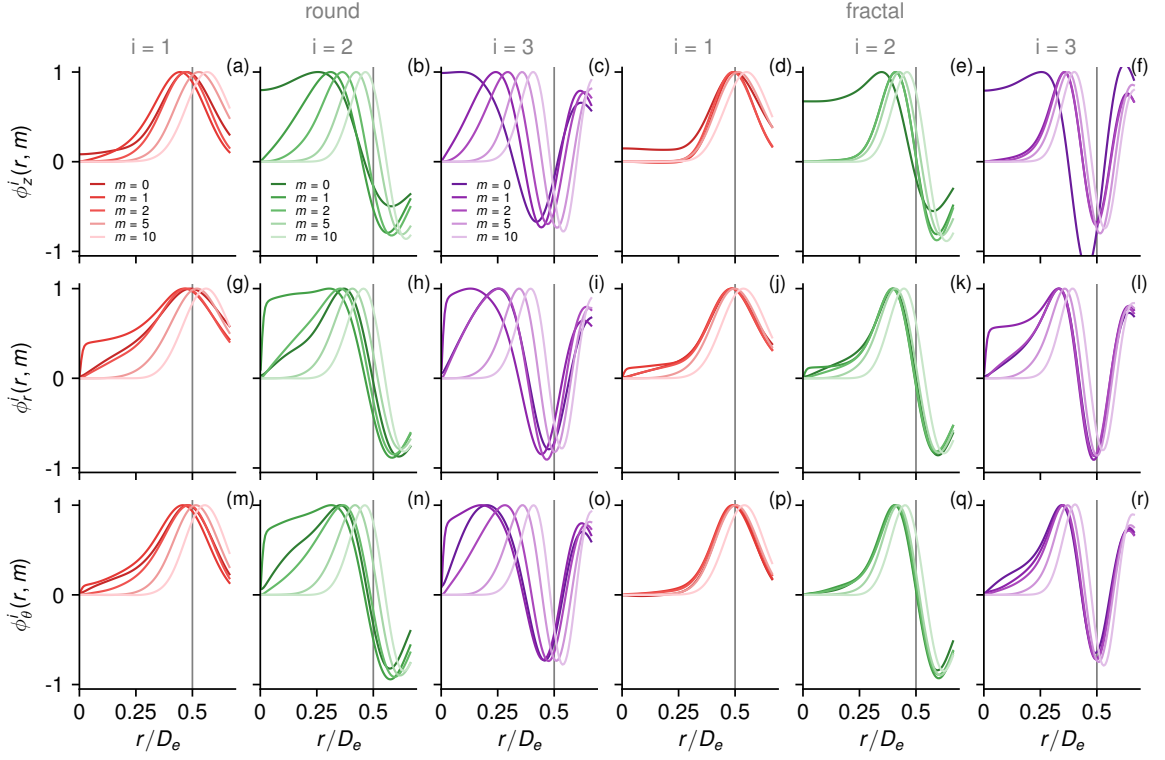 round fractal
i = 1 i = 2 i = 3 i = 1 i = 2 i = 3
(a) (b) (c) (d) (e) (f)
1
0
-1
ϕ_z^i(r, m)
m = 0 m = 0 m = 0
m = 1 m = 1 m = 1
m = 2 m = 2 m = 2
m = 5 m = 5 m = 5
m = 10 m = 10 m = 10
(g) (h) (i) (j) (k) (l)
1
0
-1
ϕ_r^i(r, m)
(m) (n) (o) (p) (q) (r)
1
0
-1
ϕ_θ^i(r, m)
0 0.25 0.5 0 0.25 0.5 0 0.25 0.5 0 0.25 0.5 0 0.25 0.5 0 0.25 0.5
r/D_e r/D_e r/D_e r/D_e r/D_e r/D_e